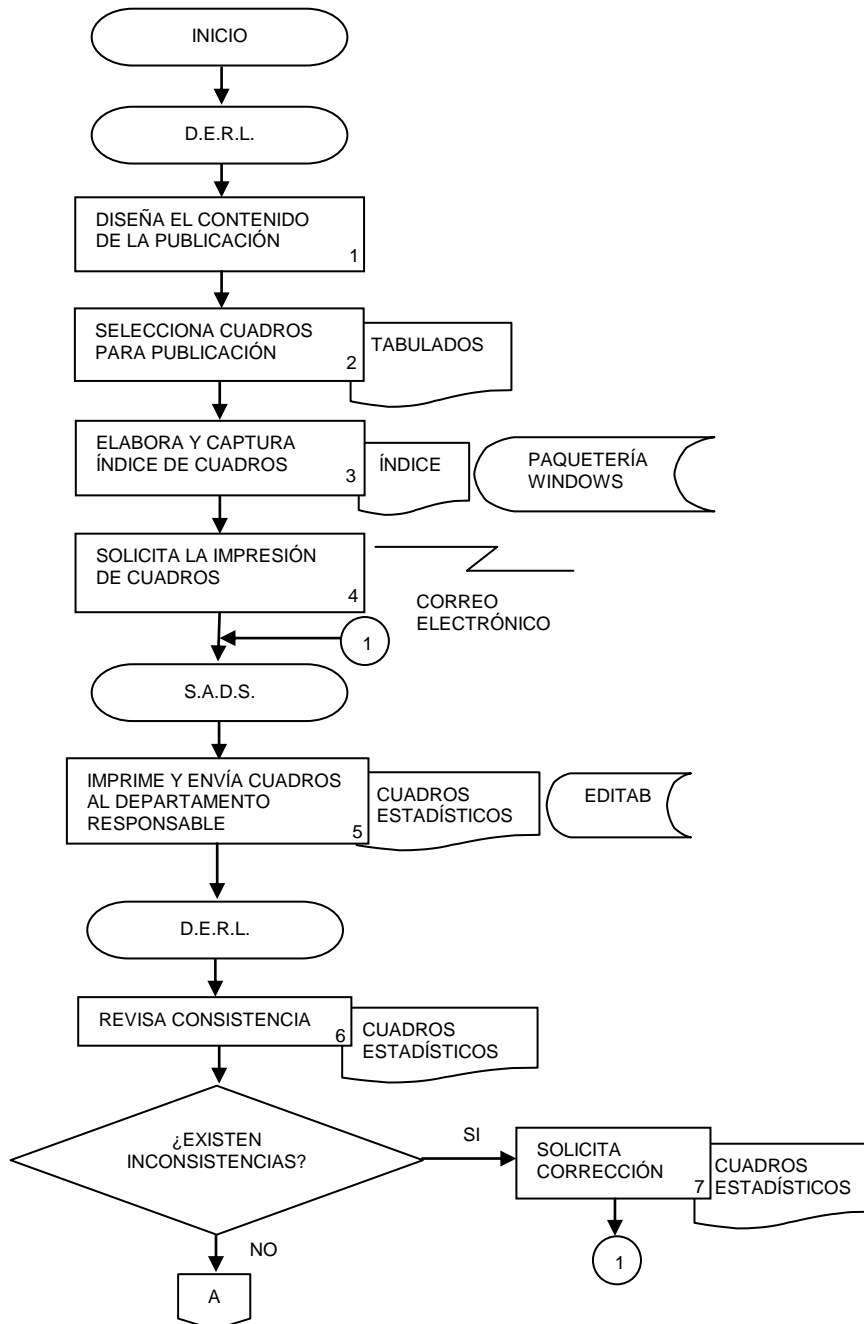 INICIO
D.E.R.L.
DISEÑA EL CONTENIDO
DE LA PUBLICACIÓN
1
SELECCIONA CUADROS
PARA PUBLICACIÓN
2
TABULADOS
ELABORA Y CAPTURA
ÍNDICE DE CUADROS
3
ÍNDICE
PAQUETERÍA
WINDOWS
SOLICITA LA IMPRESIÓN
DE CUADROS
4
CORREO
ELECTRÓNICO
1
S.A.D.S.
IMPRIME Y ENVÍA CUADROS
AL DEPARTAMENTO
RESPONSABLE
5
CUADROS
ESTADÍSTICOS
EDITAB
D.E.R.L.
REVISA CONSISTENCIA
6
CUADROS
ESTADÍSTICOS
¿EXISTEN
INCONSISTENCIAS?
SI
SOLICITA
CORRECCIÓN
7
CUADROS
ESTADÍSTICOS
1
NO
A